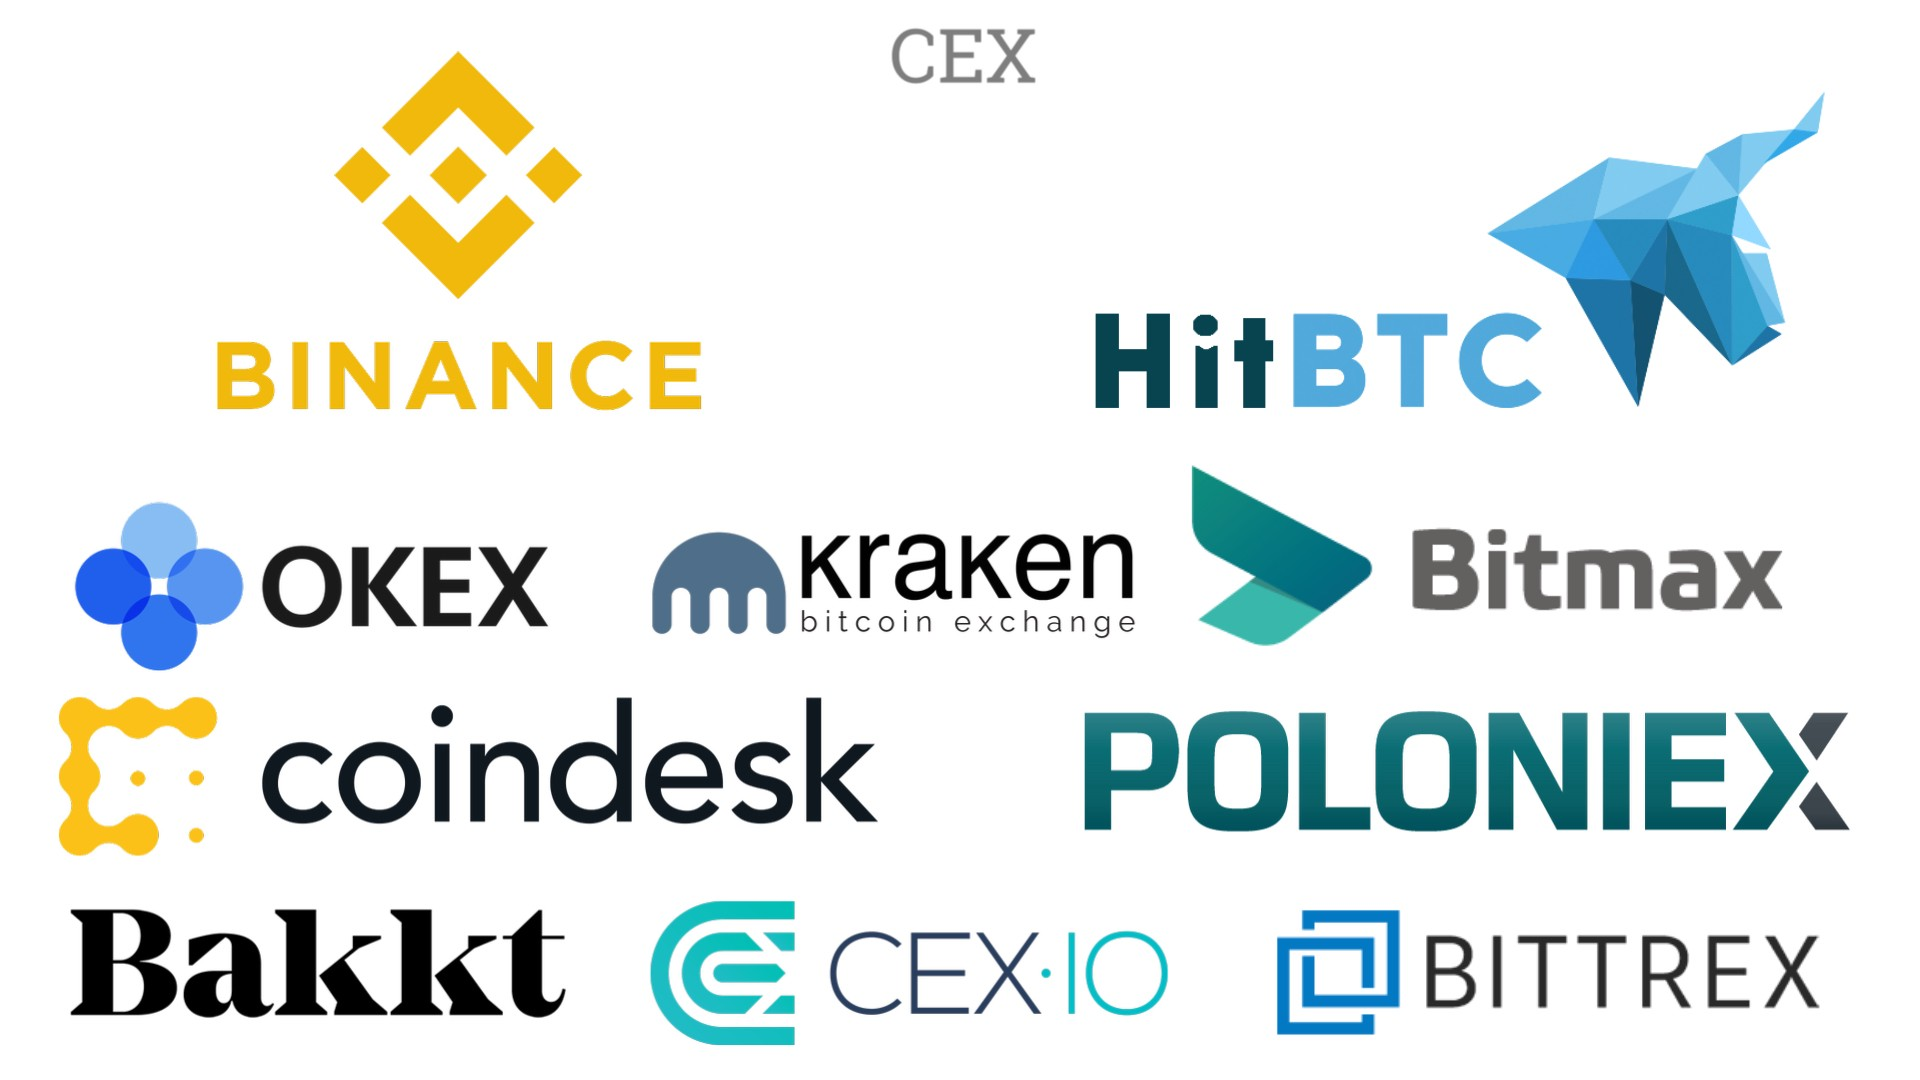 CEX
BINANCE
HitBTC
OKEX
kraken
bitcoin exchange
Bitmax
coindesk
POLONIEX
Bakkt
CEX·IO
BITTREX